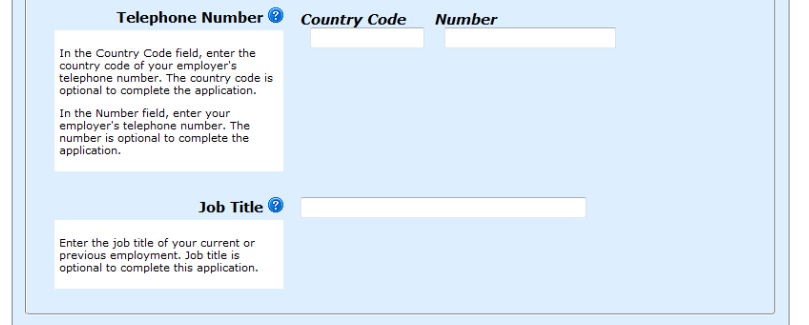 Telephone Number Country Code Number
In the Country Code field, enter the
country code of your employer's
telephone number. The country code is
optional to complete the application.
In the Number field, enter your
employer's telephone number. The
number is optional to complete the
application.
Job Title
Enter the job title of your current or
previous employment. Job title is
optional to complete this application.